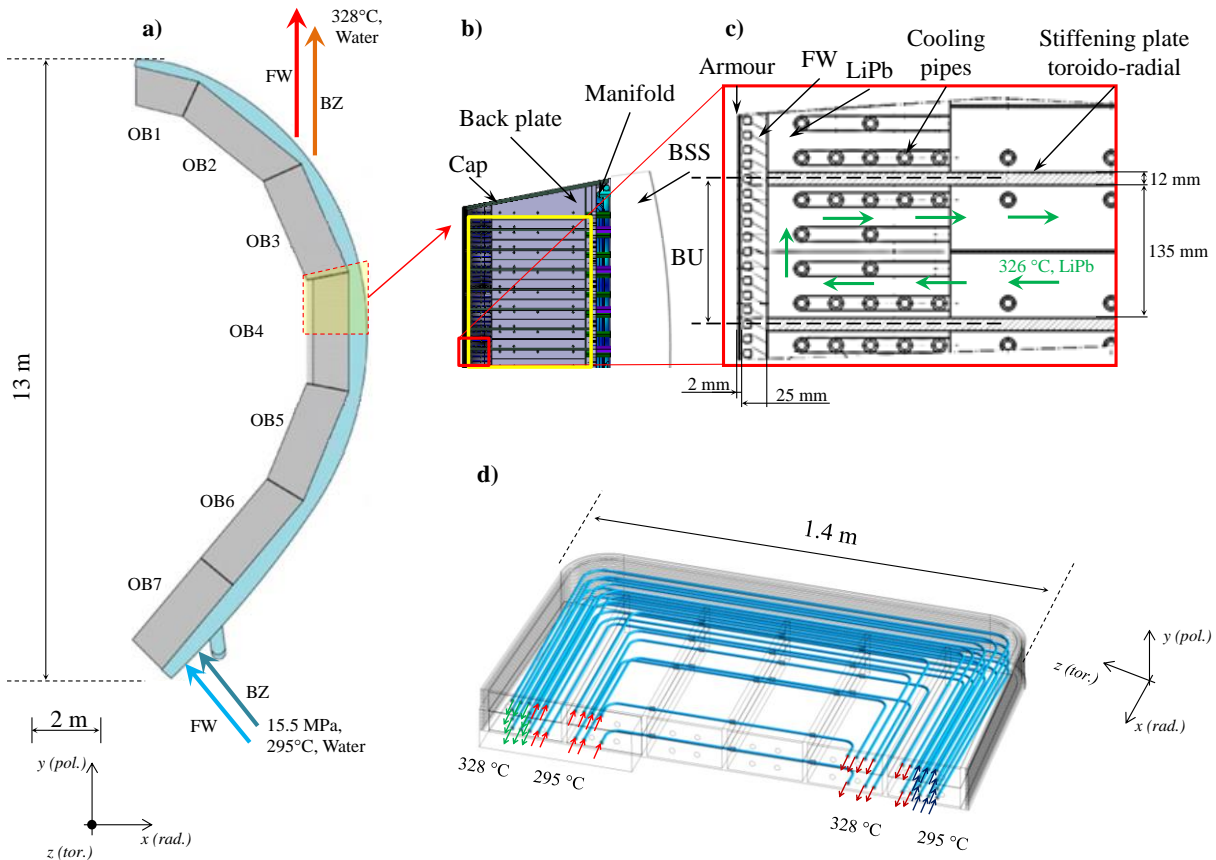 a)
328°C,
Water
FW
BZ
13 m
OB1
OB2
OB3
OB4
OB5
OB6
OB7
BZ
FW
15.5 MPa,
295°C, Water
2 m
y (pol.)
x (rad.)
z (tor.)
b)
Manifold
Back plate
Cap
BSS
BU
c)
Armour
FW
LiPb
Cooling
pipes
Stiffening plate
toroido-radial
12 mm
135 mm
326 °C, LiPb
2 mm
25 mm
d)
1.4 m
328 °C
295 °C
328 °C
295 °C
y (pol.)
z (tor.)
x (rad.)